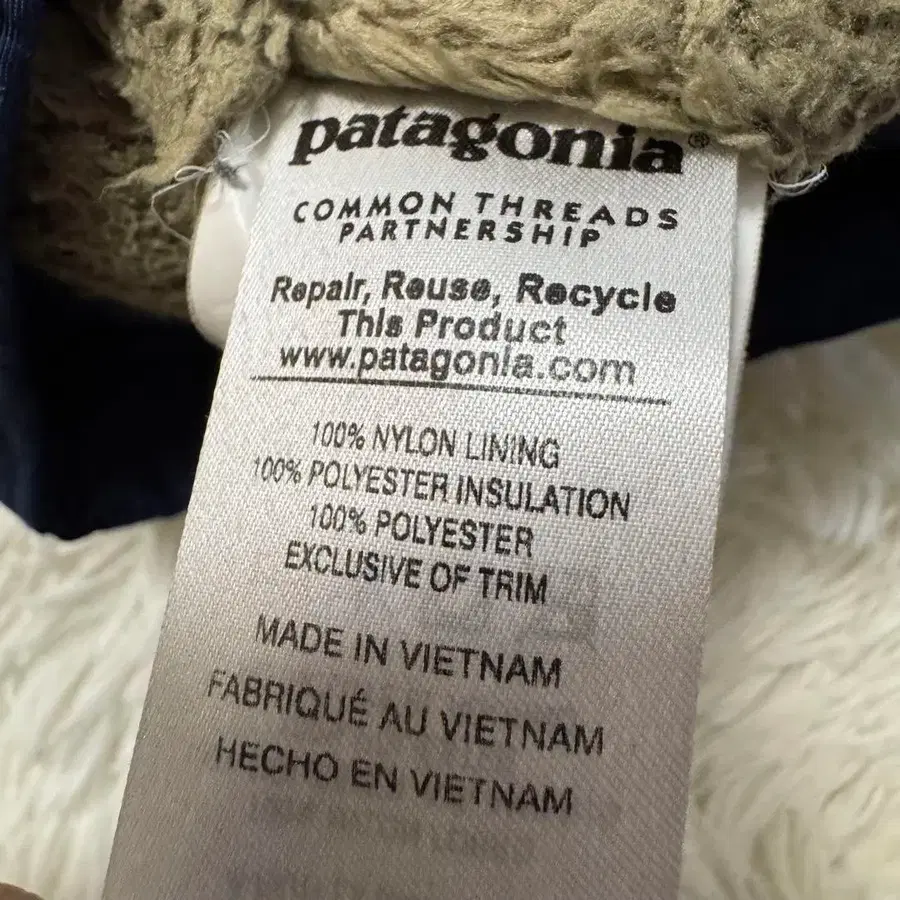 patagonia®
COMMON THREADS
PARTNERSHIP
Repair, Reuse, Recycle
This Product
www.patagonia.com
100% NYLON LINING
100% POLYESTER INSULATION
100% POLYESTER
EXCLUSIVE OF TRIM
MADE IN VIETNAM
FABRIQUÉ AU VIETNAM
HECHO EN VIETNAM